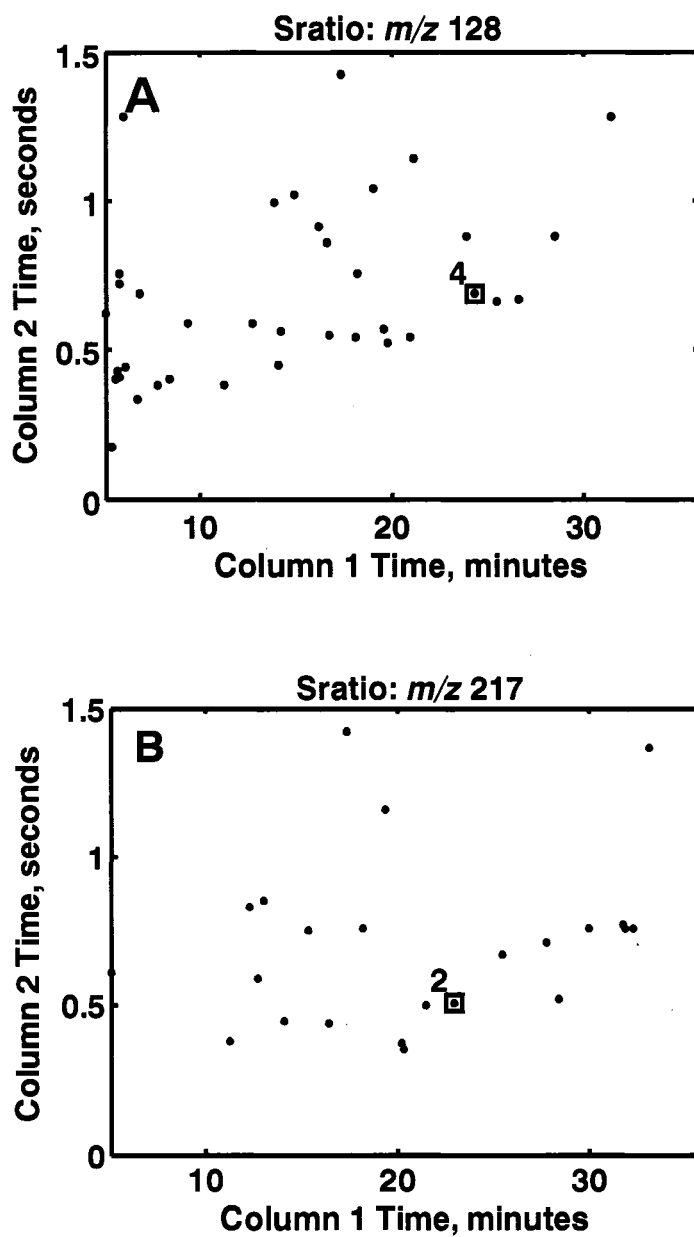 Sratio: m/z 128
1.5
A
1
4
0.5
0
10 20 30
Column 2 Time, seconds
Column 1 Time, minutes
Sratio: m/z 217
1.5
B
1
2
0.5
0
10 20 30
Column 2 Time, seconds
Column 1 Time, minutes